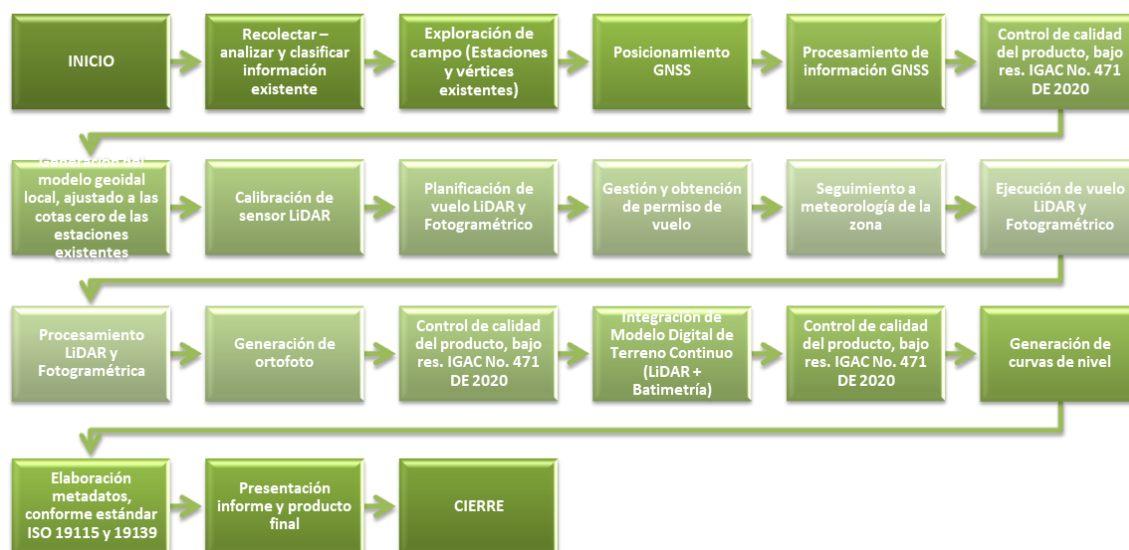 INICIO
Recolectar –
analizar y clasificar
información
existente
Exploración de
campo (Estaciones
y vértices
existentes)
Posicionamiento
GNSS
Procesamiento de
información GNSS
Control de calidad
del producto, bajo
res. IGAC No. 471
DE 2020
Generación del
modelo geoidal
local, ajustado a las
cotas cero de las
estaciones
existentes
Calibración de
sensor LiDAR
Planificación de
vuelo LiDAR y
Fotogramétrico
Gestión y obtención
de permiso de
vuelo
Seguimiento a
meteorología de la
zona
Ejecución de vuelo
LiDAR y
Fotogramétrico
Procesamiento
LiDAR y
Fotogramétrica
Generación de
ortofoto
Control de calidad
del producto, bajo
res. IGAC No. 471
DE 2020
Integración de
Modelo Digital de
Terreno Continuo
(LiDAR +
Batimetría)
Control de calidad
del producto, bajo
res. IGAC No. 471
DE 2020
Generación de
curvas de nivel
Elaboración
metadatos,
conforme estándar
ISO 19115 y 19139
Presentación
informe y producto
final
CIERRE